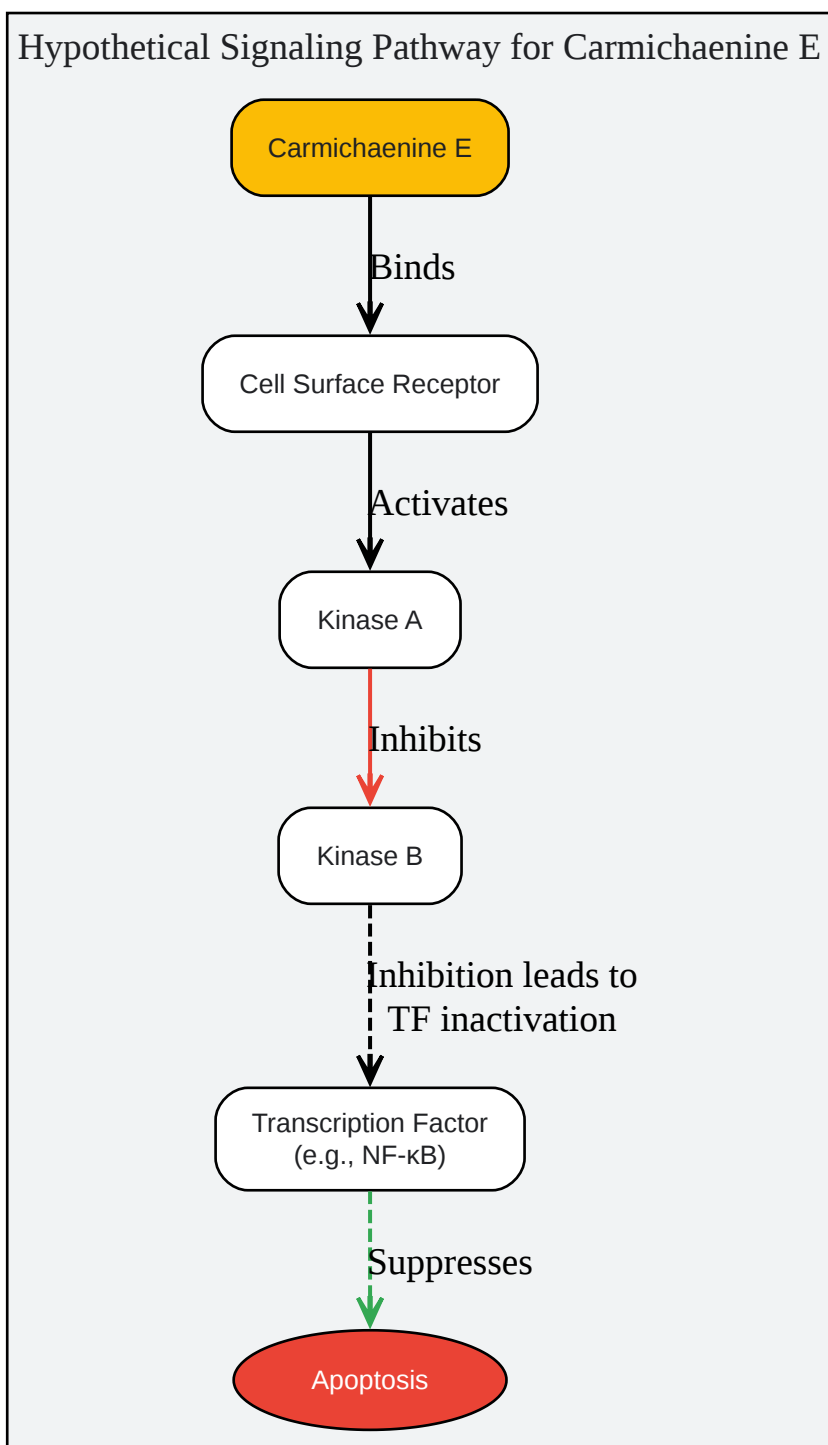 Hypothetical Signaling Pathway for Carmichaenine E
Carmichaenine E
Binds
Cell Surface Receptor
Activates
Kinase A
Inhibits
Kinase B
Inhibition leads to
TF inactivation
Transcription Factor
(e.g., NF-κB)
Suppresses
Apoptosis